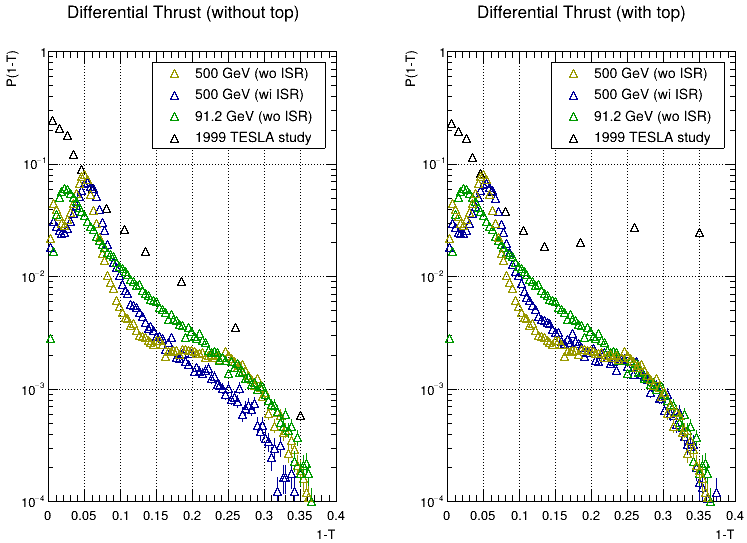 Differential Thrust (without top)
P(1-T)
1
10-1
10-2
10-3
10-4
500 GeV (wo ISR)
500 GeV (wi ISR)
91.2 GeV (wo ISR)
1999 TESLA study
0 0.05 0.1 0.15 0.2 0.25 0.3 0.35 0.4
1-T
Differential Thrust (with top)
P(1-T)
1
10-1
10-2
10-3
10-4
500 GeV (wo ISR)
500 GeV (wi ISR)
91.2 GeV (wo ISR)
1999 TESLA study
0 0.05 0.1 0.15 0.2 0.25 0.3 0.35 0.4
1-T